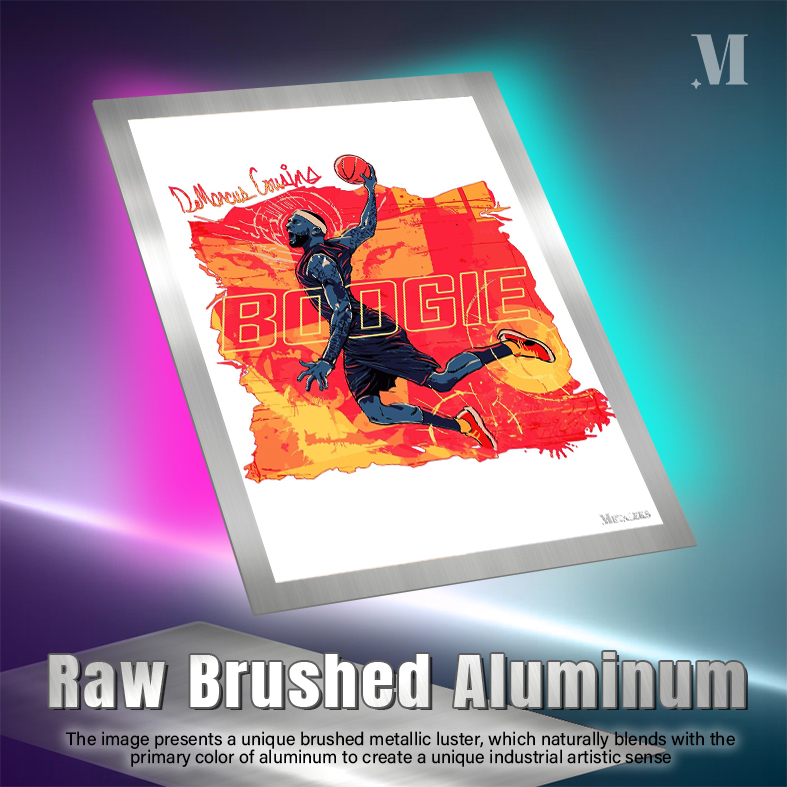 M
DeMarcus Cousins
BOOGIE
Raw Brushed Aluminum
The image presents a unique brushed metallic luster, which naturally blends with the
primary color of aluminum to create a unique industrial artistic sense